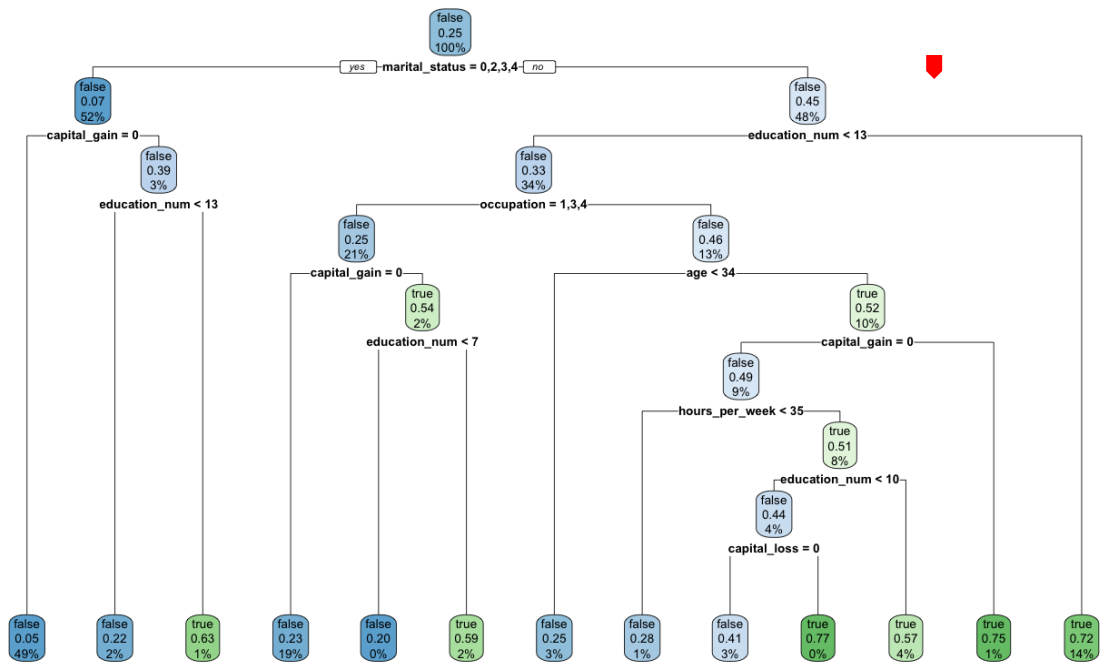 false
0.25
100%
yes marital_status = 0,2,3,4 no
false
0.07
52%
false
0.45
48%
capital_gain = 0
education_num < 13
false
0.39
3%
false
0.33
34%
education_num < 13
occupation = 1,3,4
false
0.25
21%
false
0.46
13%
capital_gain = 0
age < 34
true
0.54
2%
true
0.52
10%
education_num < 7
capital_gain = 0
false
0.49
9%
hours_per_week < 35
true
0.51
8%
education_num < 10
false
0.44
4%
capital_loss = 0
false
0.05
49%
false
0.22
2%
true
0.63
1%
false
0.23
19%
false
0.20
0%
true
0.59
2%
false
0.25
3%
false
0.28
1%
false
0.41
3%
true
0.77
0%
true
0.57
4%
true
0.75
1%
true
0.72
14%